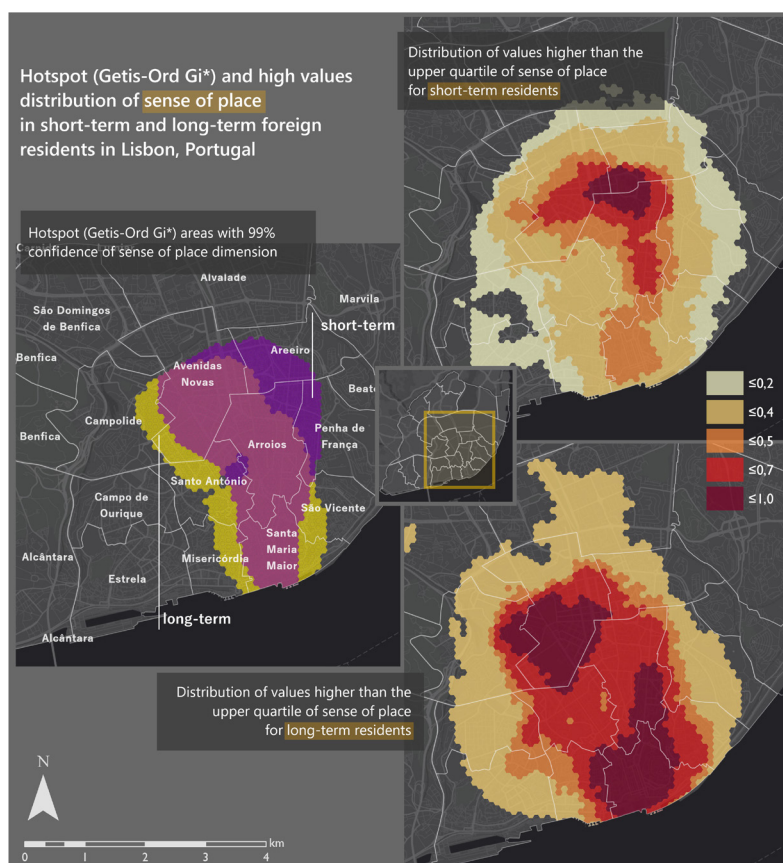 Hotspot (Getis-Ord Gi*) and high values
distribution of sense of place
in short-term and long-term foreign
residents in Lisbon, Portugal
Distribution of values higher than the
upper quartile of sense of place
for short-term residents
Hotspot (Getis-Ord Gi*) areas with 99%
confidence of sense of place dimension
Alvalade
Marvila
São Domingos
de Benfica
short-term
Areeiro
Benfica
Avenidas
Novas
Beato
Campolide
Penha de
França
Benfica
Arroios
Santo António
Campo de
Ourique
São Vicente
Santa
Maria
Maior
Alcântara
Misericórdia
Estrela
long-term
Alcântara
≤0,2
≤0,4
≤0,5
≤0,7
≤1,0
Distribution of values higher than the
upper quartile of sense of place
for long-term residents
N
km
0 1 2 3 4